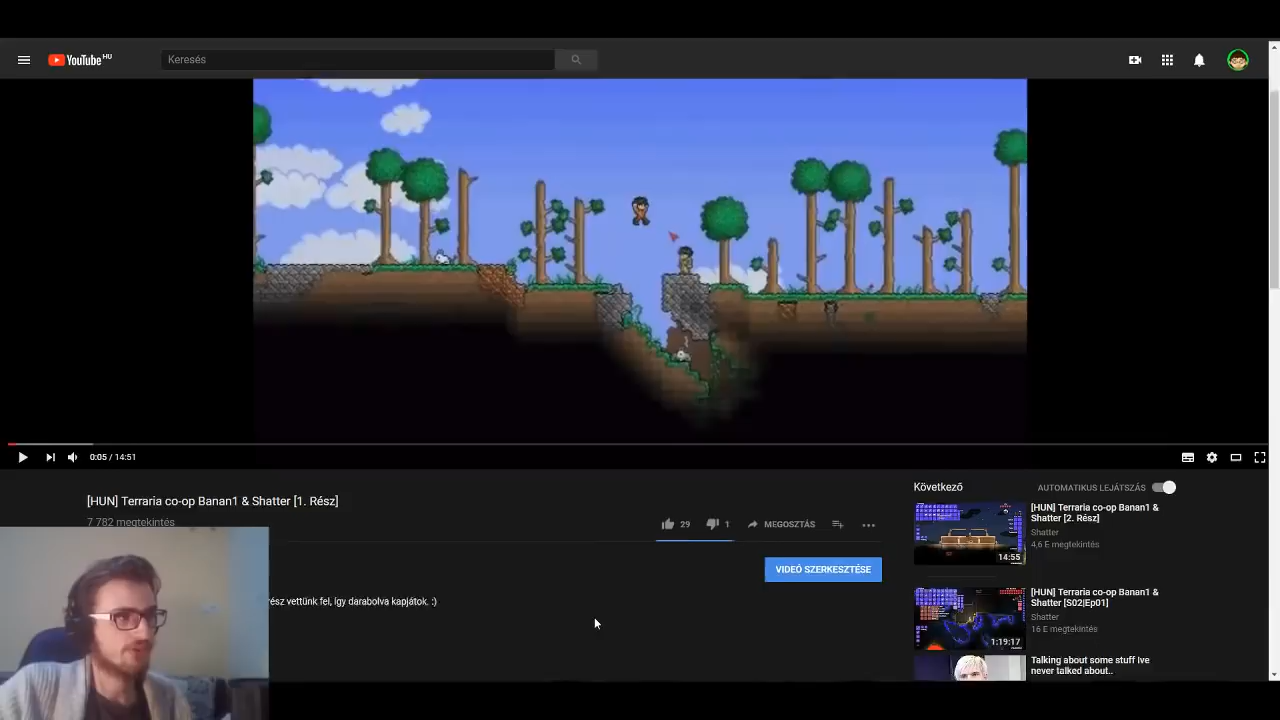 YouTube HU
Keresés
0:05 / 14:51
[HUN] Terraria co-op Banan1 & Shatter [1. Rész]
7 782 megtekintés
29
1
MEGOSZTÁS
VIDEÓ SZERKESZTÉSE
rész vettünk fel, így darabolva kapjátok. :)
Következő
AUTOMATIKUS LEJÁTSZÁS
14:55
[HUN] Terraria co-op Banan1 &
Shatter [2. Rész]
Shatter
4,6 E megtekintés
1:19:17
[HUN] Terraria co-op Banan1 &
Shatter [S02|Ep01]
Shatter
16 E megtekintés
Talking about some stuff Ive
never talked about..